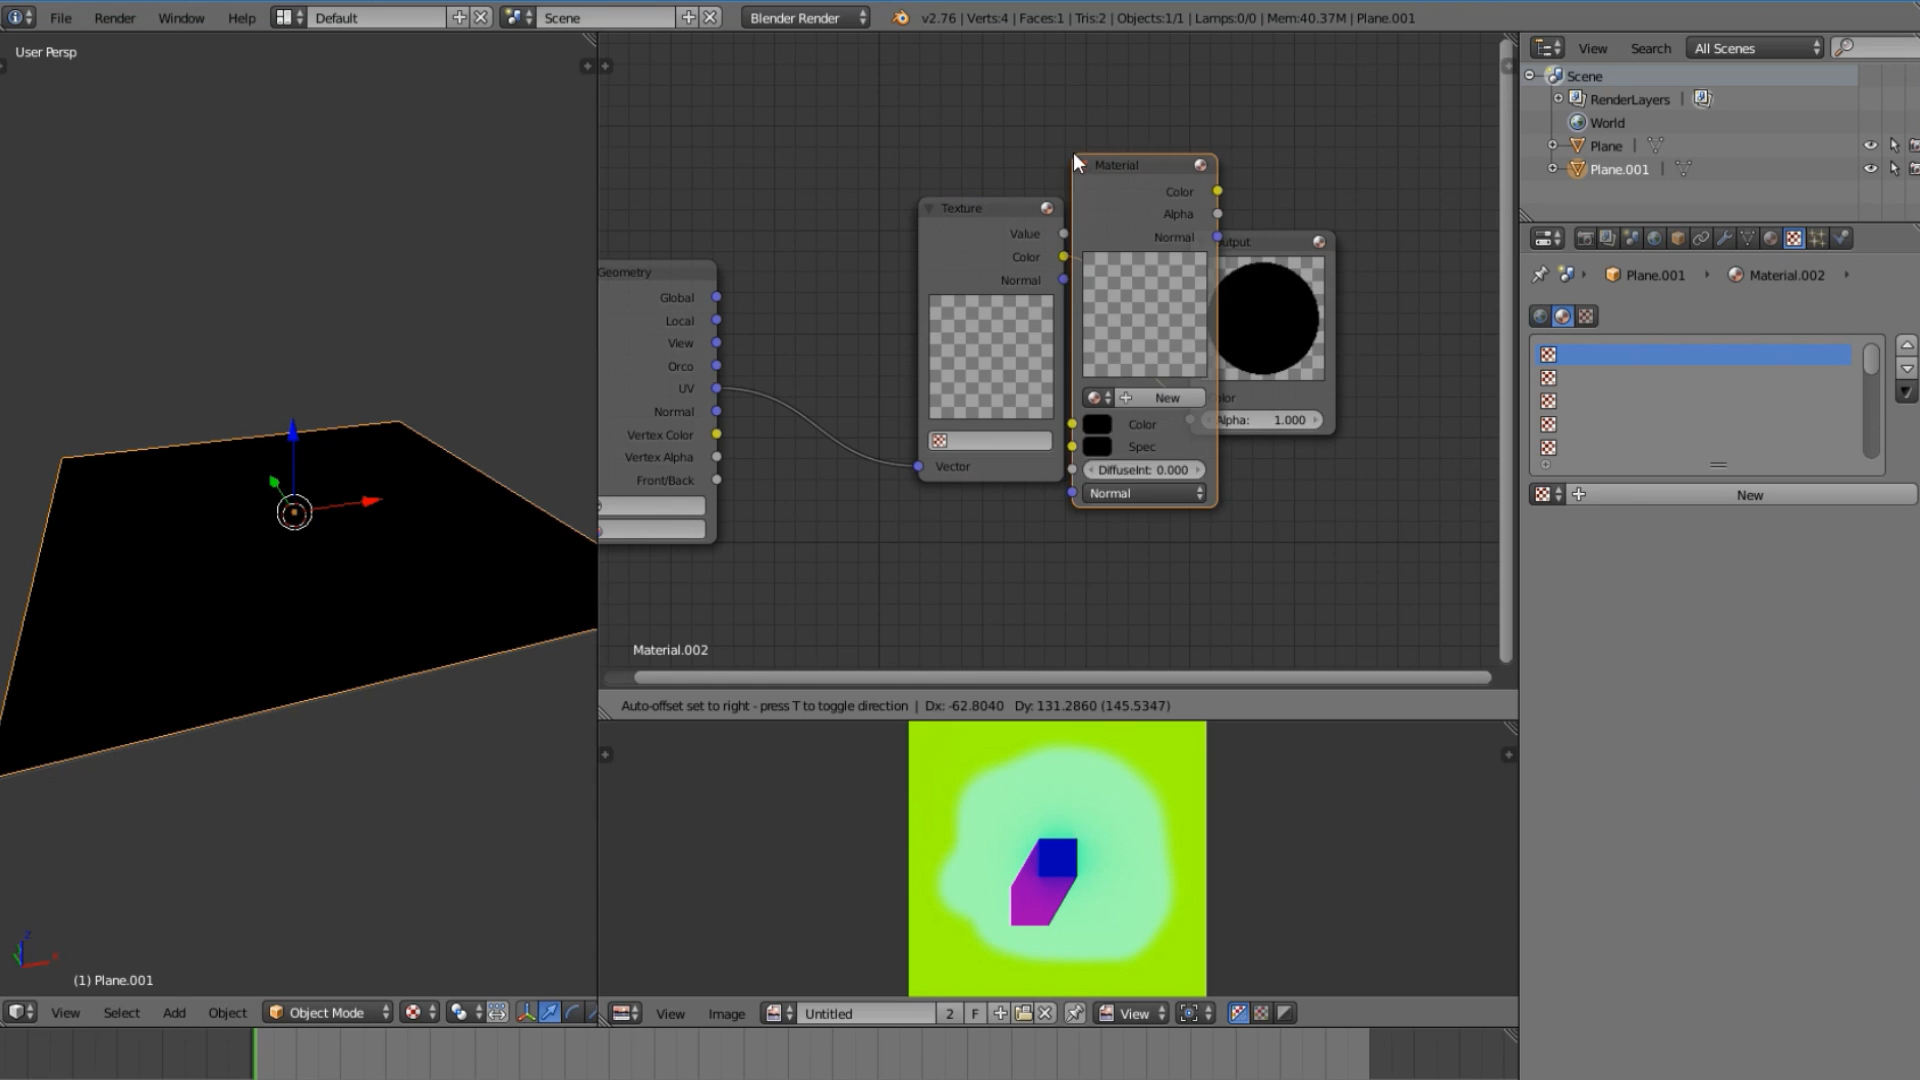 File Render Window Help Default Scene Blender Render v2.76 | Verts:4 | Faces:1 | Tris:2 | Objects:1/1 | Lamps:0/0 | Mem:40.37M | Plane.001
User Persp
View Search All Scenes
Scene
RenderLayers
World
Plane
Plane.001
Plane.001 Material.002
New
Geometry
Global
Local
View
Orco
UV
Normal
Vertex Color
Vertex Alpha
Front/Back
Texture
Value
Color
Normal
Vector
Material
Color
Alpha
Normal
New
Color
Spec
DiffuseInt: 0.000
Normal
utput
olor
Alpha: 1.000
Material.002
Auto-offset set to right - press T to toggle direction | Dx: -62.8040 Dy: 131.2860 (145.5347)
Z
(1) Plane.001
View Select Add Object Object Mode
View Image Untitled 2 F View